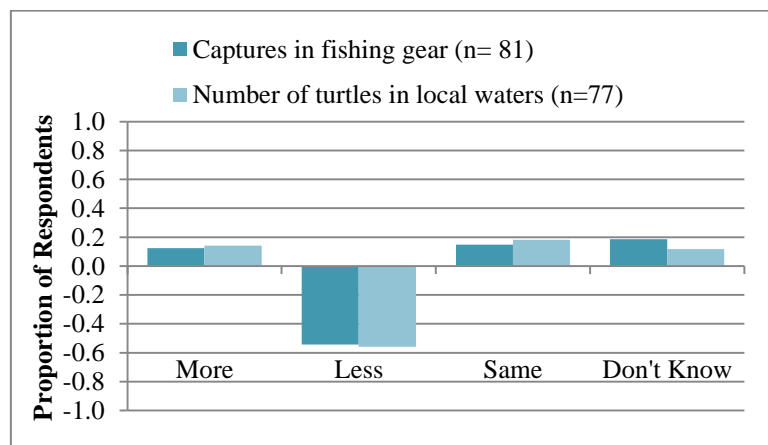 Captures in fishing gear (n= 81)
Number of turtles in local waters (n=77)
Proportion of Respondents
1.0
0.8
0.6
0.4
0.2
0.0
-0.2
-0.4
-0.6
-0.8
-1.0
More Less Same Don't Know